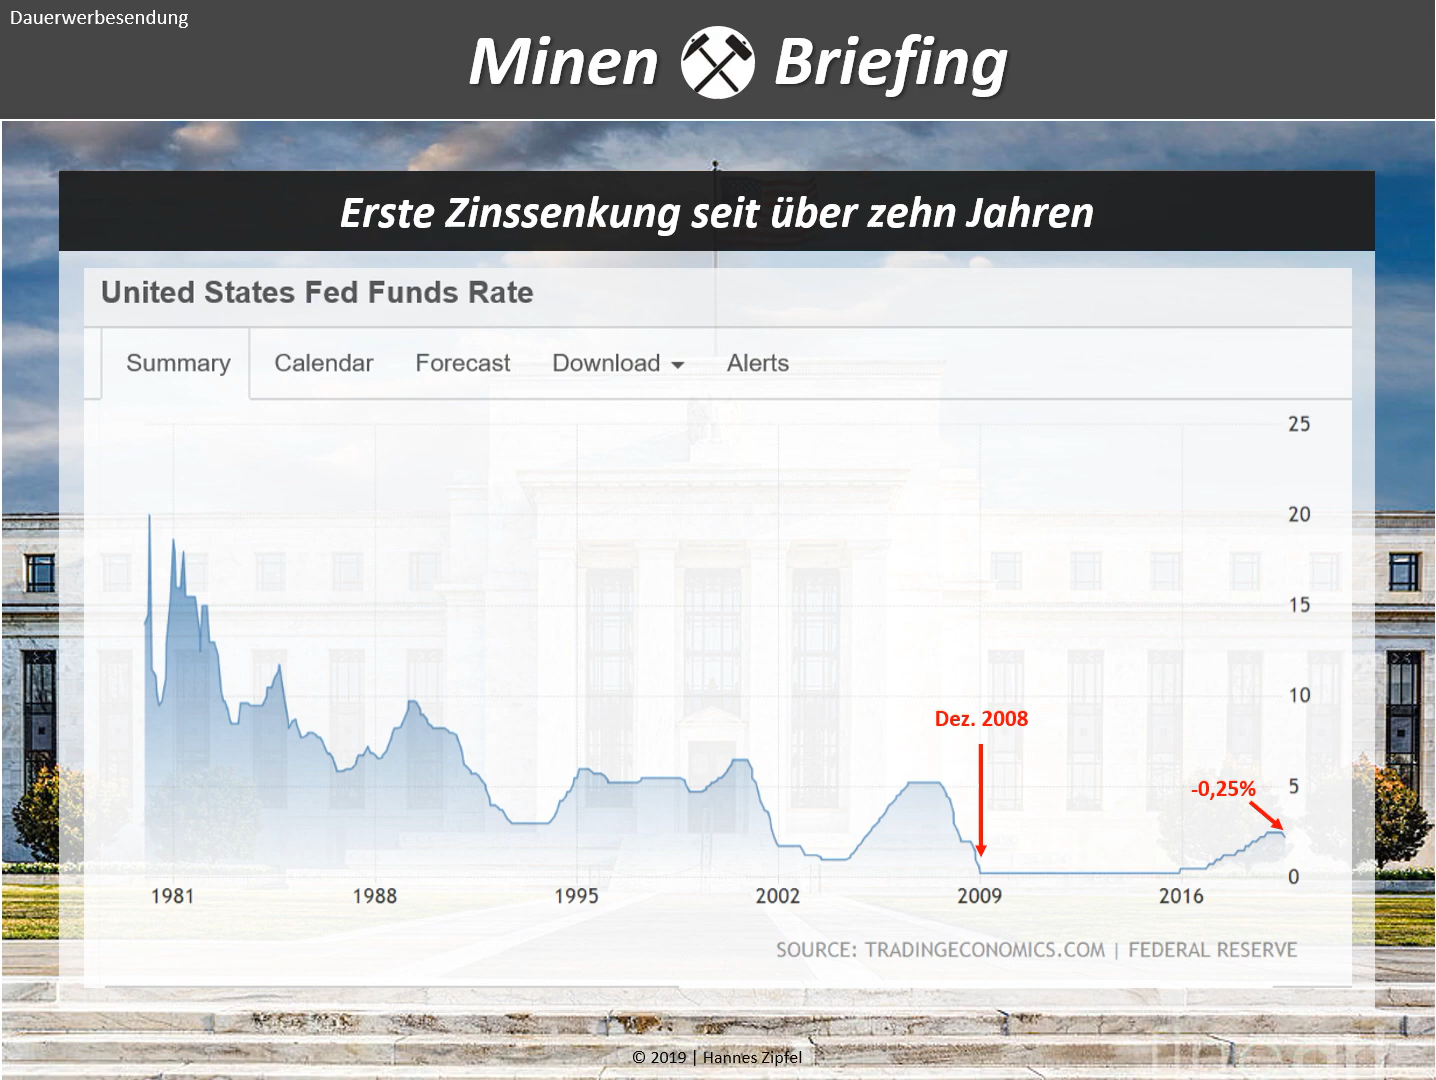 Dauerwerbesendung
Minen Briefing
Erste Zinssenkung seit über zehn Jahren
United States Fed Funds Rate
Summary Calendar Forecast Download Alerts
25
20
15
10
Dez. 2008
-0,25%
5
0
1981 1988 1995 2002 2009 2016
SOURCE: TRADINGECONOMICS.COM | FEDERAL RESERVE
© 2019 | Hannes Zipfel